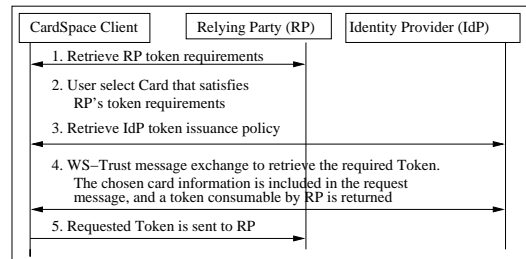 CardSpace Client
Relying Party (RP)
Identity Provider (IdP)
1. Retrieve RP token requirements
2. User select Card that satisfies
RP's token requirements
3. Retrieve IdP token issuance policy
4. WS−Trust message exchange to retrieve the required Token.
The chosen card information is included in the request
message, and a token consumable by RP is returned
5. Requested Token is sent to RP